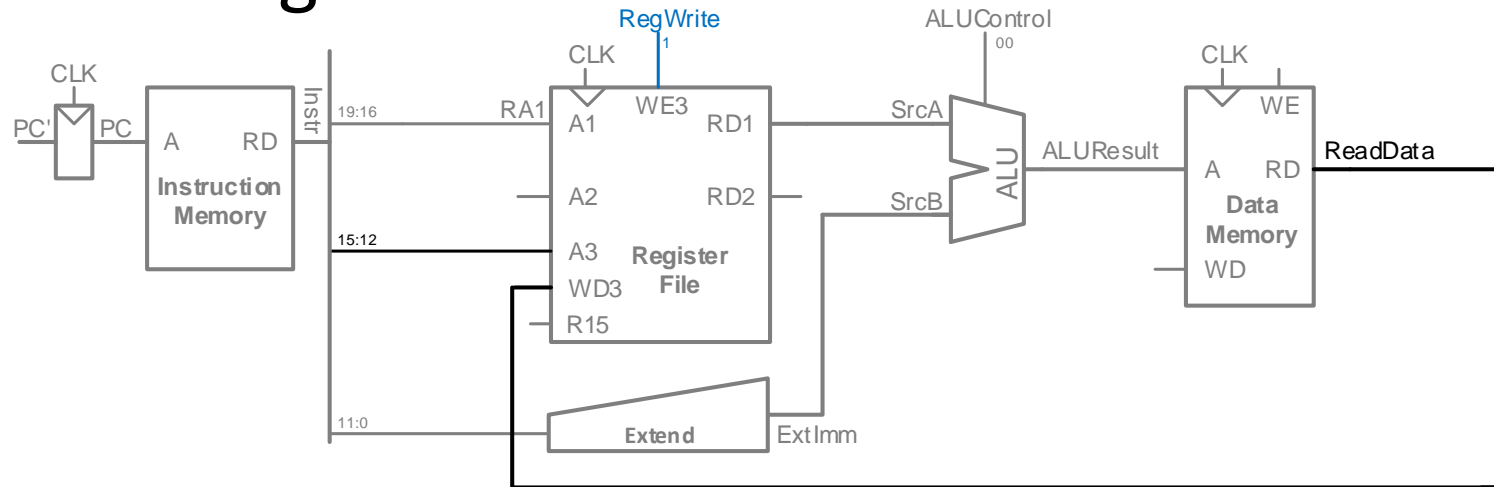 g
RegWrite
1
ALUControl
00
CLK
PC'
PC
A
RD
Instruction
Memory
Instr
19:16
RA1
CLK
WE3
A1
RD1
A2
RD2
15:12
A3
Register
File
WD3
R15
11:0
Extend
ExtImm
SrcA
SrcB
ALU
ALUResult
CLK
WE
A
RD
Data
Memory
WD
ReadData